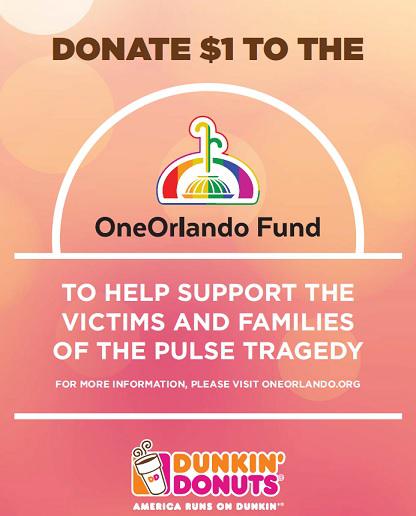 DONATE $1 TO THE
OneOrlando Fund
TO HELP SUPPORT THE
VICTIMS AND FAMILIES
OF THE PULSE TRAGEDY
FOR MORE INFORMATION, PLEASE VISIT ONEORLANDO.ORG
DD
DUNKIN'
DONUTS®
AMERICA RUNS ON DUNKIN'®